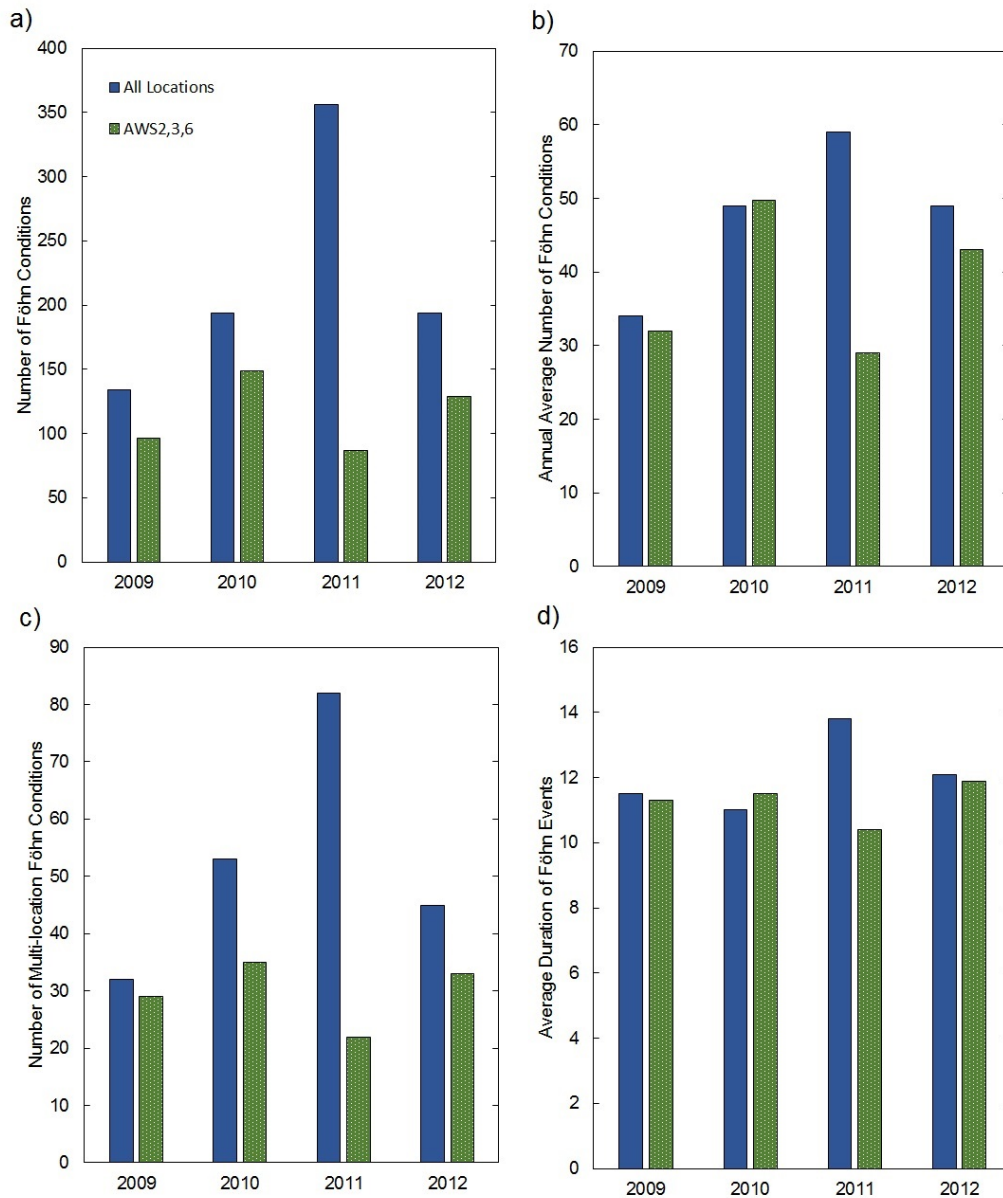 a)
400
350
300
250
200
150
100
50
0
Number of Föhn Conditions
All Locations
AWS2,3,6
2009 2010 2011 2012
b)
70
60
50
40
30
20
10
0
Annual Average Number of Föhn Conditions
2009 2010 2011 2012
c)
90
80
70
60
50
40
30
20
10
0
Number of Multi-location Föhn Conditions
2009 2010 2011 2012
d)
16
14
12
10
8
6
4
2
0
Average Duration of Föhn Events
2009 2010 2011 2012